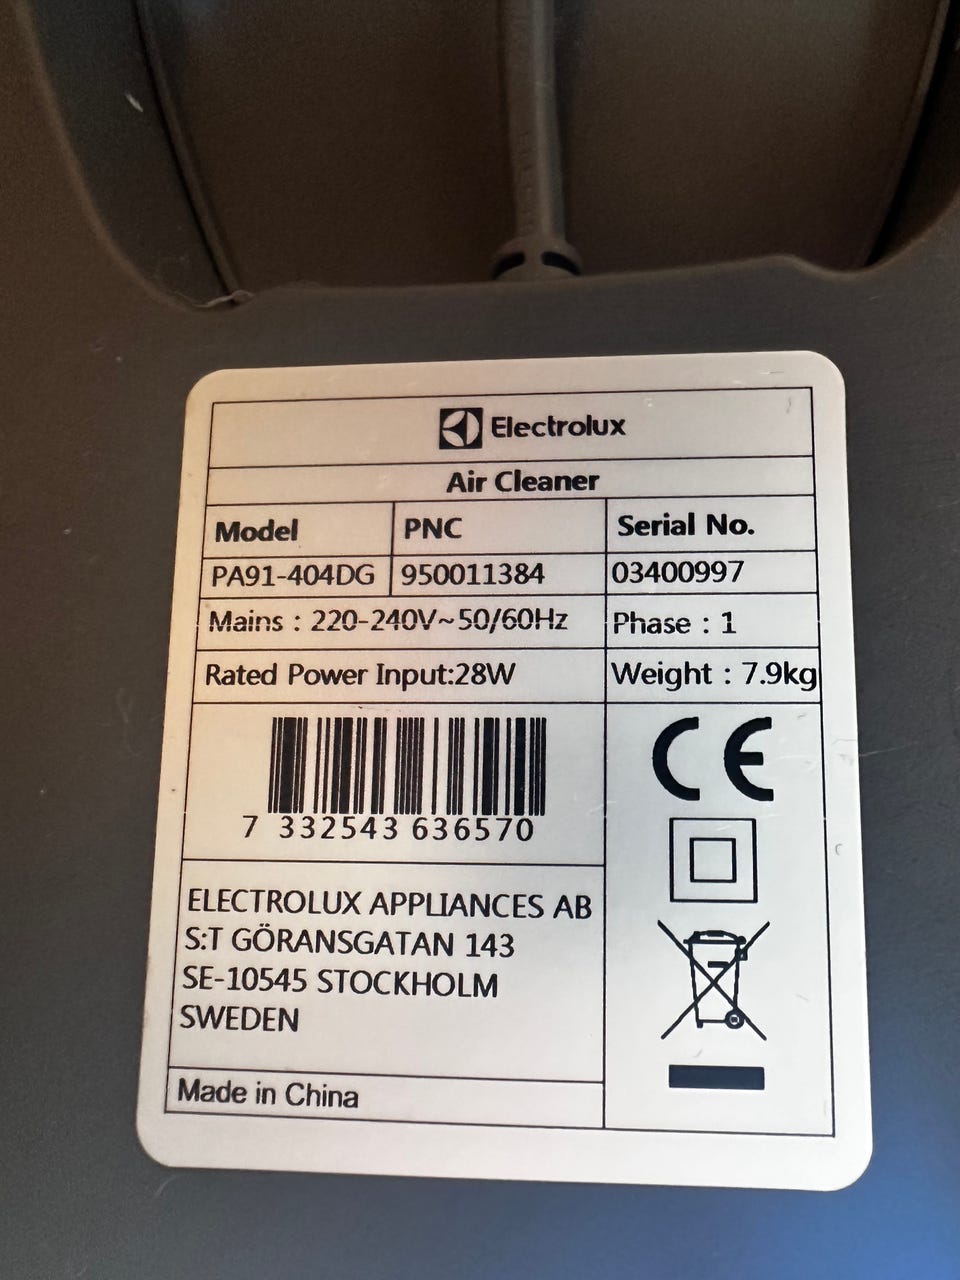 Electrolux
Air Cleaner
Model PNC Serial No.
PA91-404DG 950011384 03400997
Mains : 220-240V~50/60Hz Phase : 1
Rated Power Input:28W Weight : 7.9kg
CE
7 332543 636570
ELECTROLUX APPLIANCES AB
S:T GÖRANSGATAN 143
SE-10545 STOCKHOLM
SWEDEN
Made in China